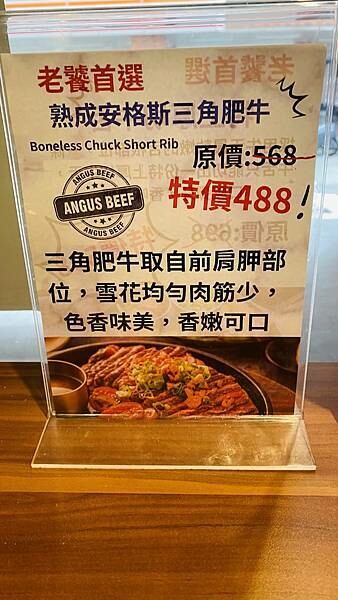 老饕首選
熟成安格斯三角肥牛
Boneless Chuck Short Rib
原價:568
特價488!
ANGUS BEEF
ANGUS BEEF
ANGUS BEEF
三角肥牛取自前肩胛部
位，雪花均勻肉筋少，
色香味美，香嫩可口